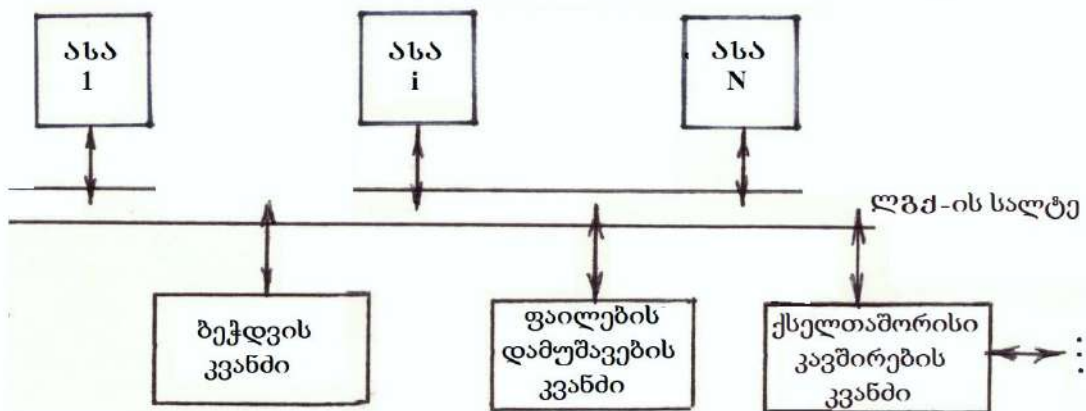 ასა
1
ასა
i
ასა
N
ლგქ-ის სალტე
ბეჭდვის
კვანძი
ფაილების
დამუშავების
კვანძი
ქსელთაშორისი
კავშირების
კვანძი